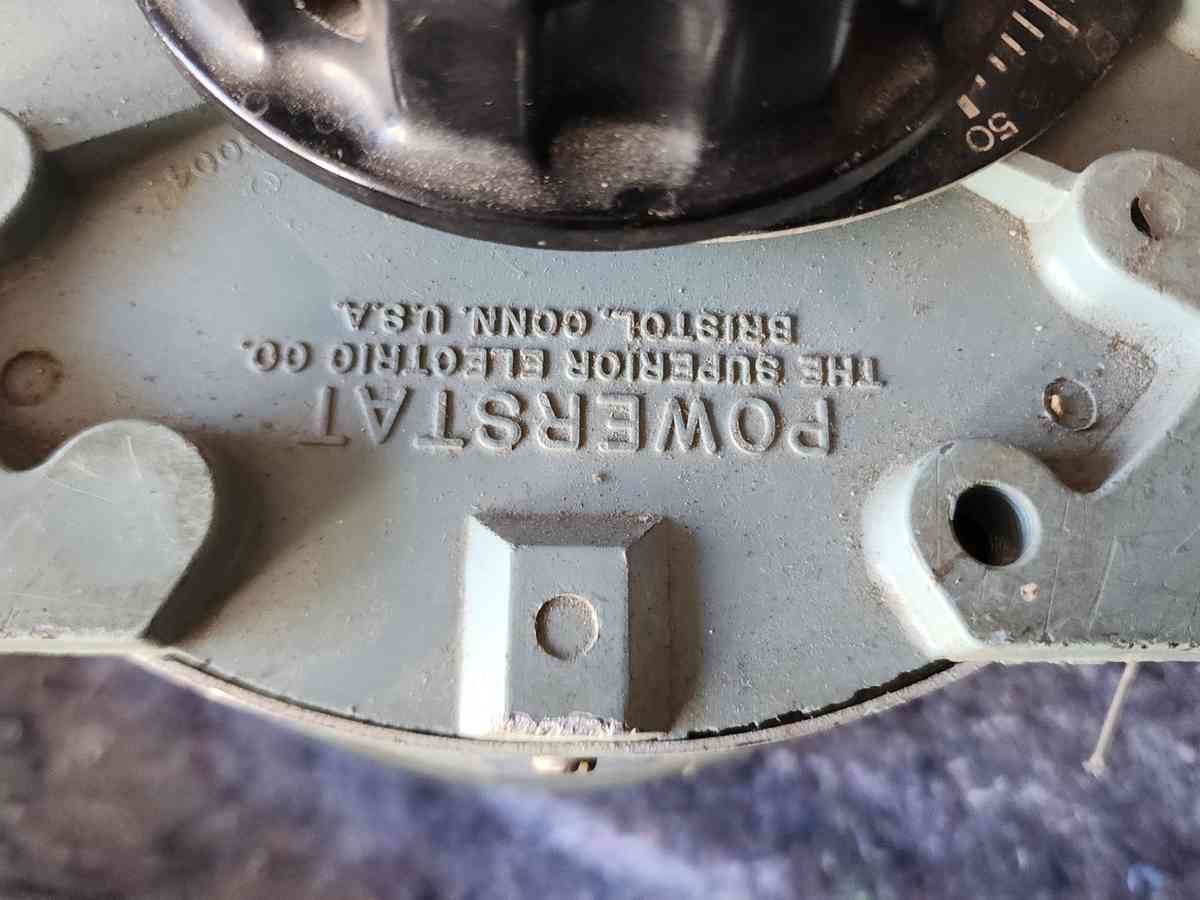 POWERSTAT
THE SUPERIOR ELECTRIC CO.
BRISTOL, CONN. U.S.A.
50